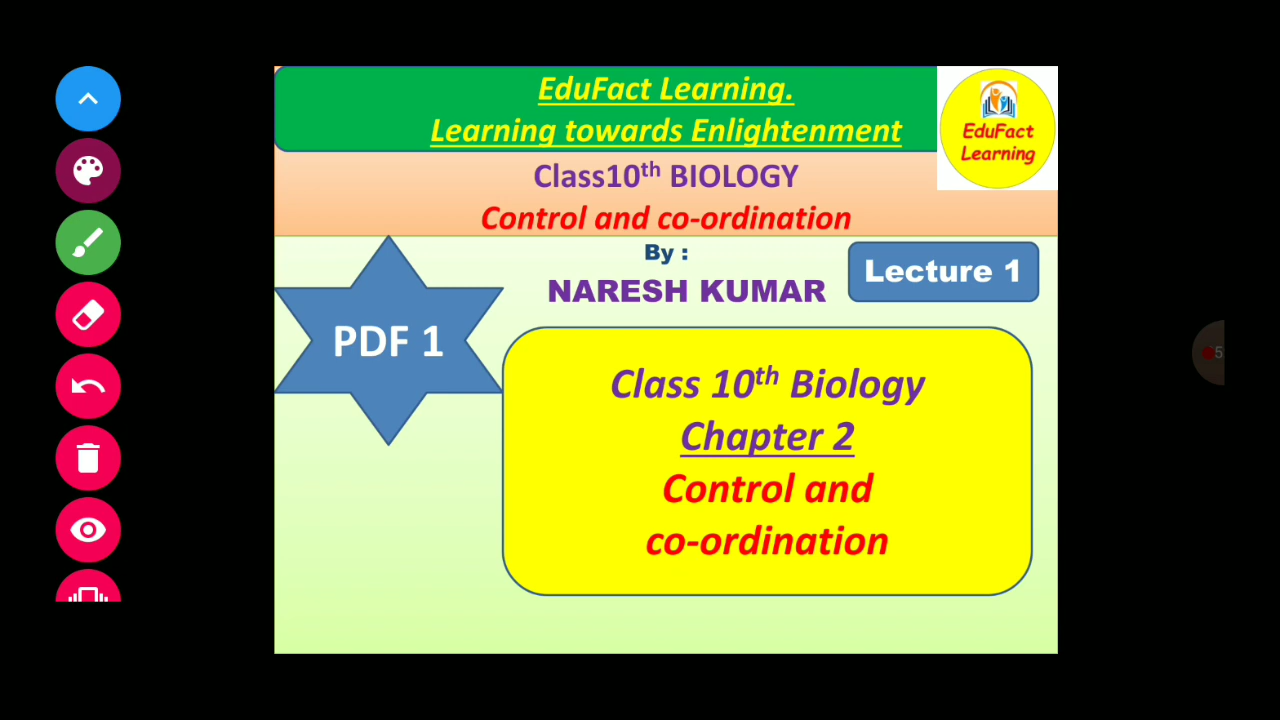 EduFact Learning.
Learning towards Enlightenment
EduFact
Learning
Class10th BIOLOGY
Control and co-ordination
By :
NARESH KUMAR
Lecture 1
PDF 1
Class 10th Biology
Chapter 2
Control and
co-ordination
5